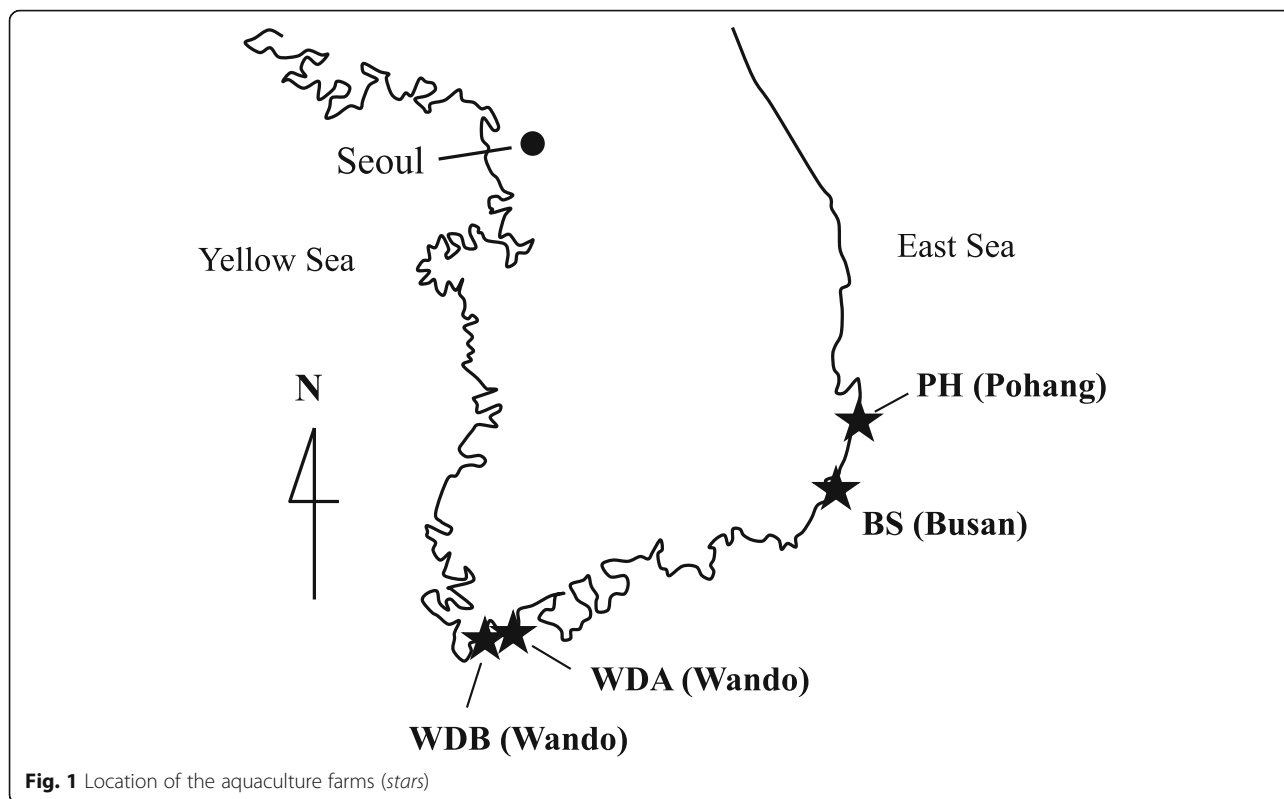 Seoul
Yellow Sea
East Sea
N
PH (Pohang)
BS (Busan)
WDA (Wando)
WDB (Wando)
Fig. 1 Location of the aquaculture farms (stars)